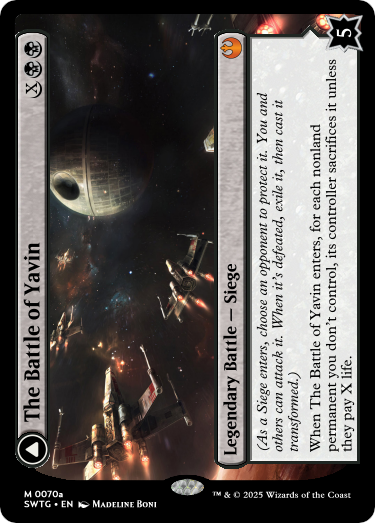 The Battle of Yavin X
Legendary Battle — Siege
(As a Siege enters, choose an opponent to protect it. You and
others can attack it. When it's defeated, exile it, then cast it
transformed.)
When The Battle of Yavin enters, for each nonland
permanent you don't control, its controller sacrifices it unless
they pay X life.
5
M 0070a
SWTG • EN Madeline Boni
™ & © 2025 Wizards of the Coast